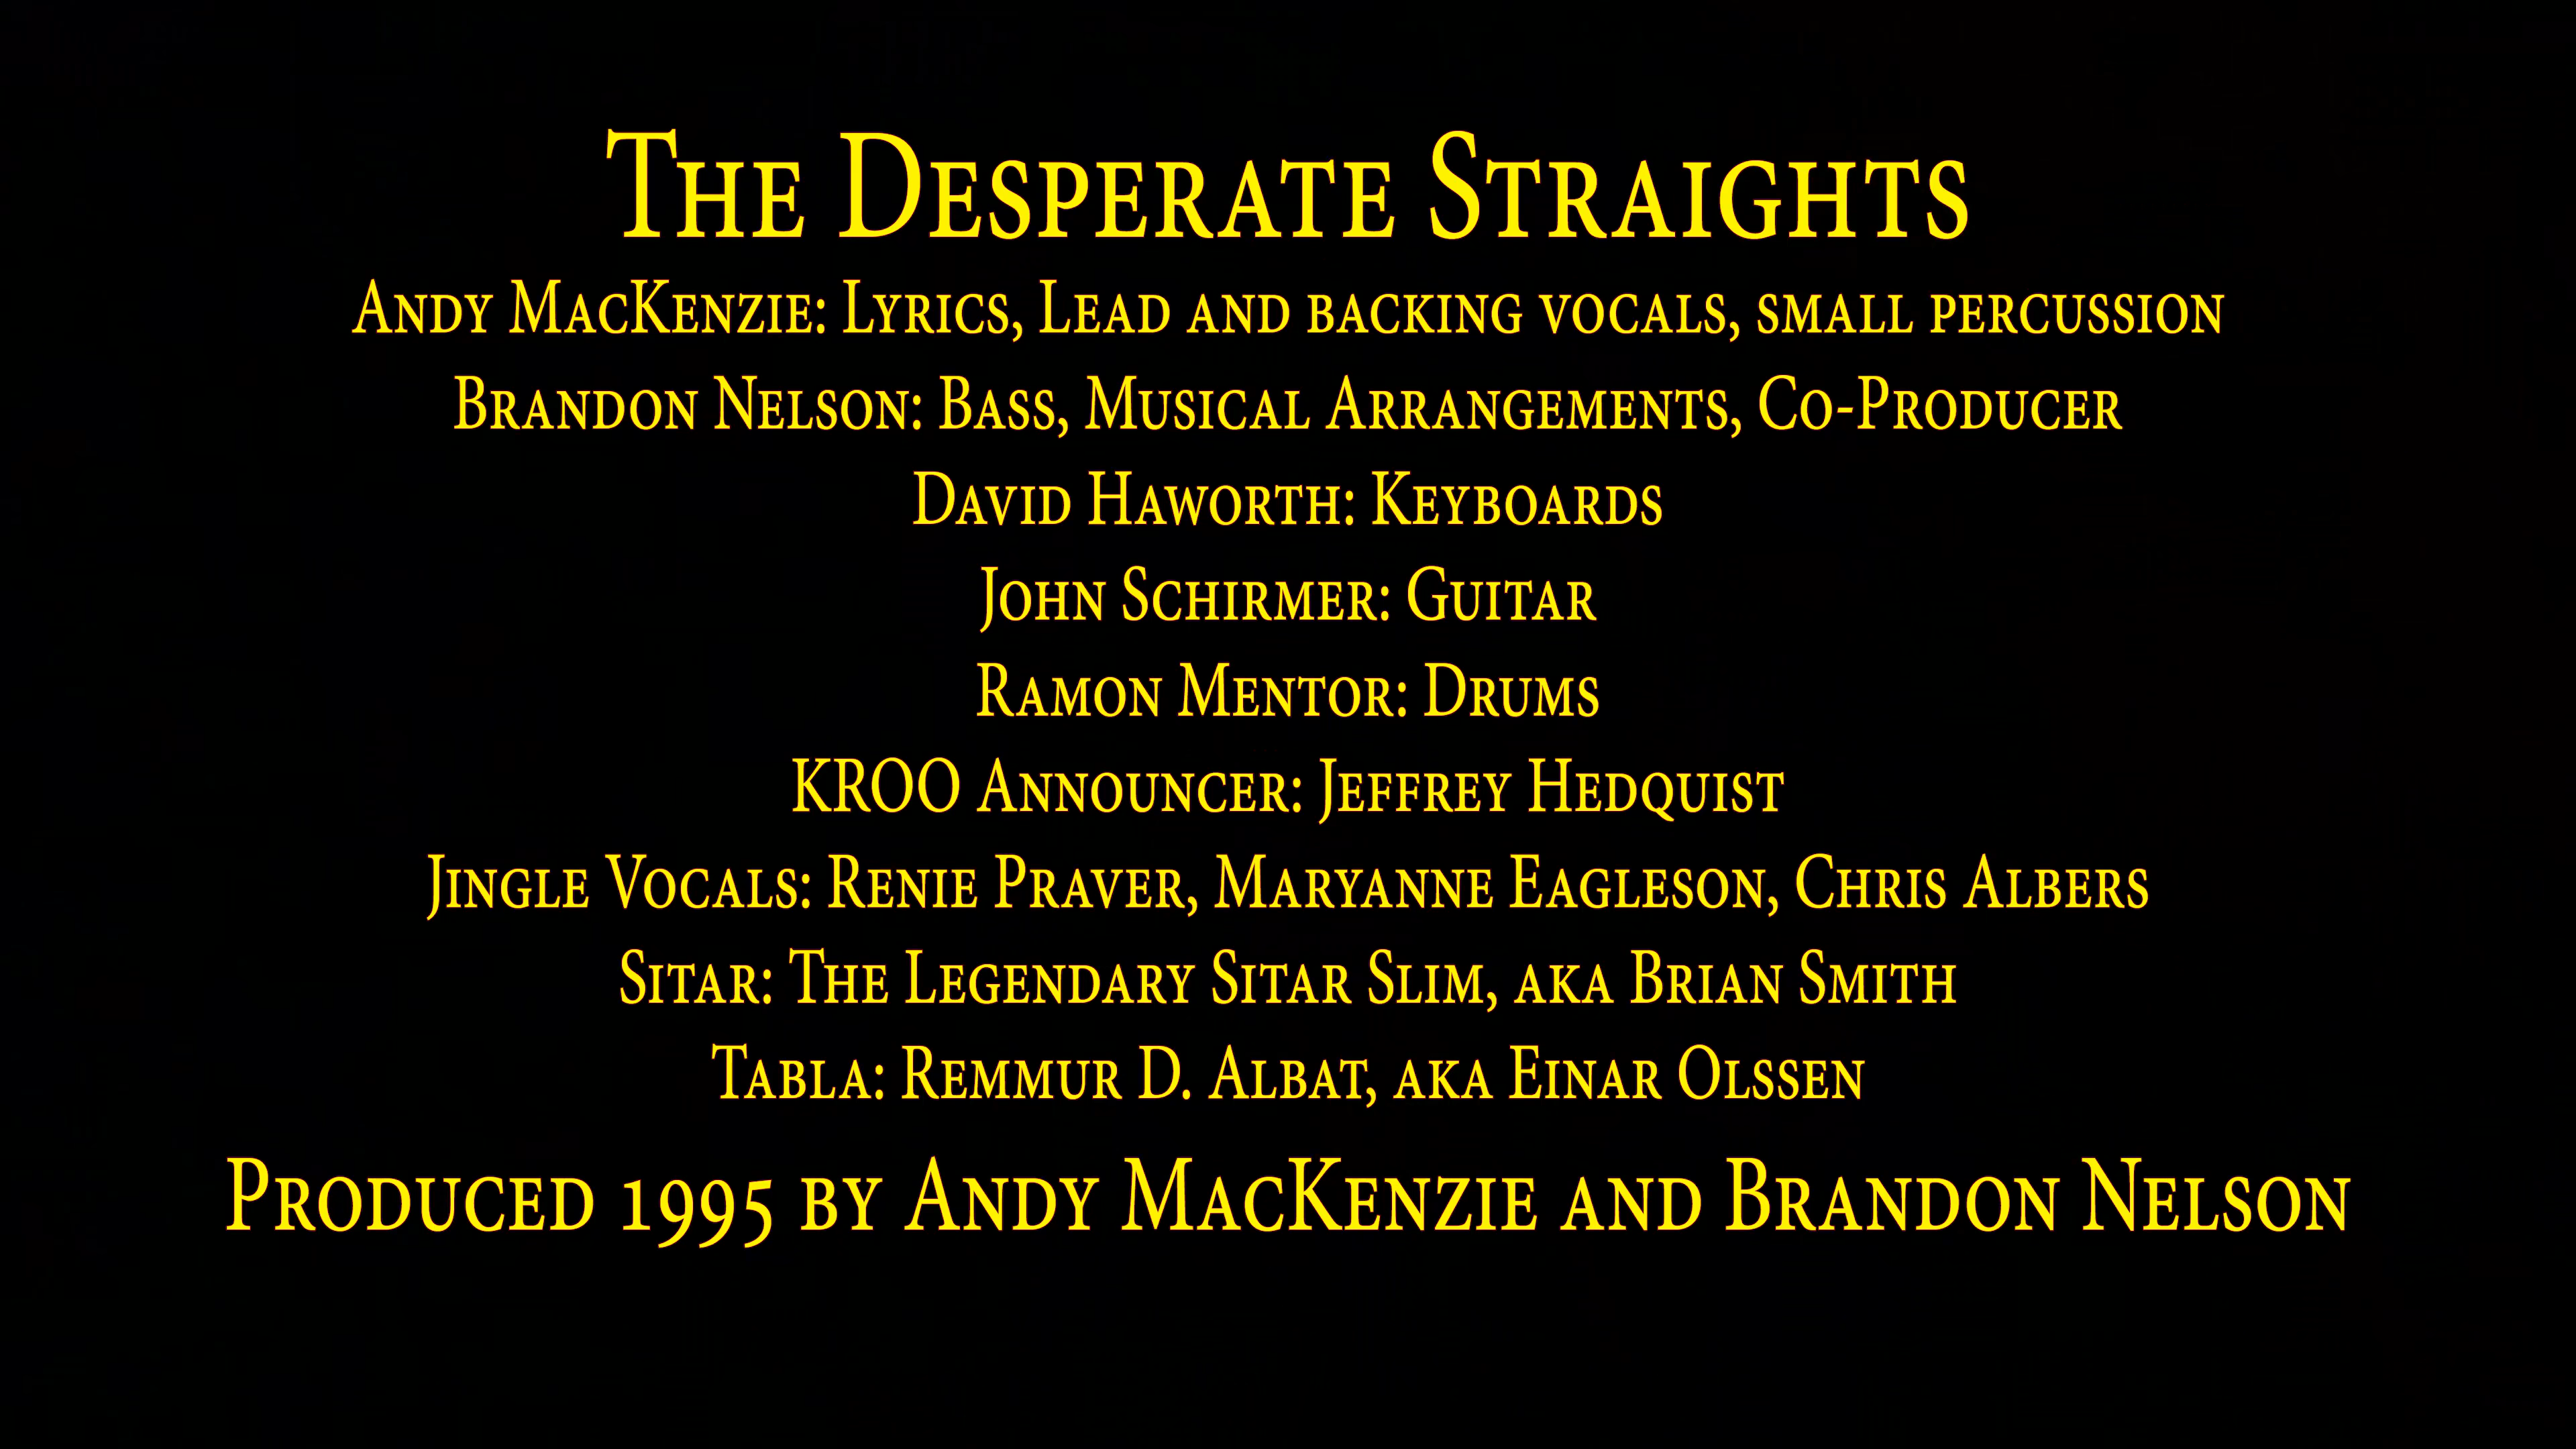 The Desperate Straights
Andy MacKenzie: Lyrics, Lead and backing vocals, small percussion
Brandon Nelson: Bass, Musical Arrangements, Co-Producer
David Haworth: Keyboards
John Schirmer: Guitar
Ramon Mentor: Drums
KROO Announcer: Jeffrey Hedquist
Jingle Vocals: Renie Praver, Maryanne Eagleson, Chris Albers
Sitar: The Legendary Sitar Slim, aka Brian Smith
Tabla: Remmur D. Albat, aka Einar Olssen
Produced 1995 by Andy MacKenzie and Brandon Nelson